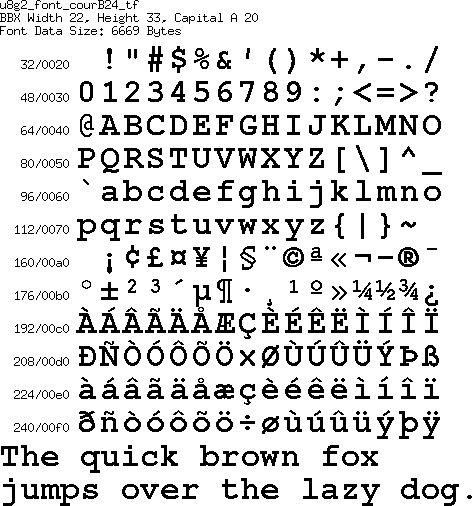 u8g2_font_courB24_tf
BBX Width 22, Height 33, Capital A 20
Font Data Size: 6669 Bytes
32/0020 ! " # $ % & ' ( ) * + , - . /
48/0030 0 1 2 3 4 5 6 7 8 9 : ; < = > ?
64/0040 @ A B C D E F G H I J K L M N O
80/0050 P Q R S T U V W X Y Z [ \ ] ^ _
96/0060 ` a b c d e f g h i j k l m n o
112/0070 p q r s t u v w x y z { | } ~
160/00a0 ¡ ¢ £ ¤ ¥ ¦ § ¨ © ª « ¬ - ® ¯
176/00b0 ° ± ² ³ ´ µ ¶ · ¸ ¹ º » ¼ ½ ¾ ¿
192/00c0 À Á Â Ã Ä Å Æ Ç È É Ê Ë Ì Í Î Ï
208/00d0 Ð Ñ Ò Ó Ô Õ Ö × Ø Ù Ú Û Ü Ý Þ ß
224/00e0 à á â ã ä å æ ç è é ê ë ì í î ï
240/00f0 ð ñ ò ó ô õ ö ÷ ø ù ú û ü ý þ ÿ
The quick brown fox
jumps over the lazy dog.